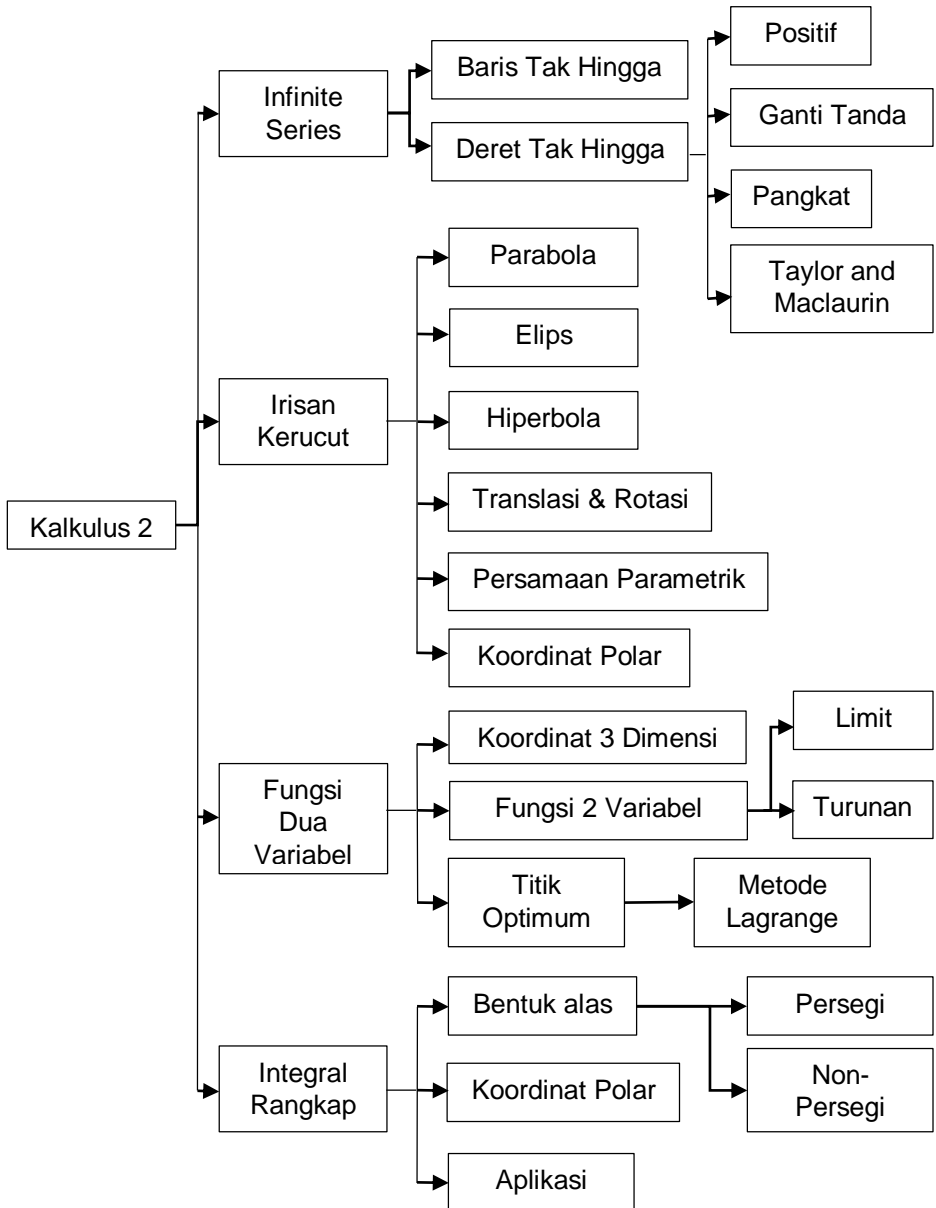 Kalkulus 2
Infinite
Series
Baris Tak Hingga
Deret Tak Hingga
Positif
Ganti Tanda
Pangkat
Taylor and
Maclaurin
Irisan
Kerucut
Parabola
Elips
Hiperbola
Translasi & Rotasi
Persamaan Parametrik
Koordinat Polar
Fungsi
Dua
Variabel
Koordinat 3 Dimensi
Fungsi 2 Variabel
Limit
Turunan
Titik
Optimum
Metode
Lagrange
Integral
Rangkap
Bentuk alas
Persegi
Non-
Persegi
Koordinat Polar
Aplikasi